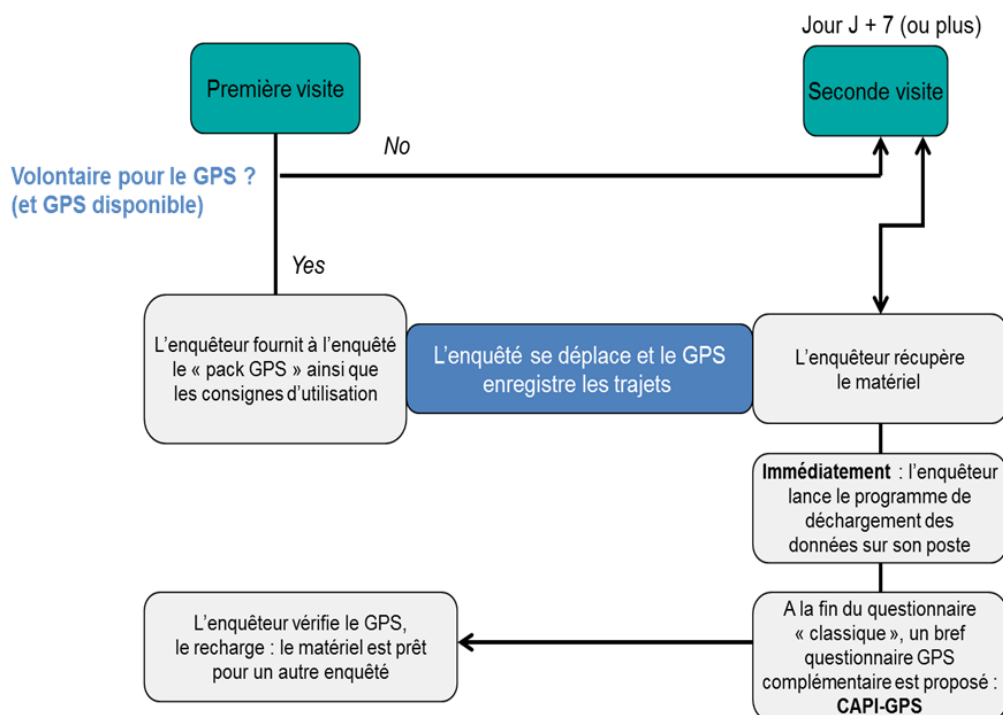 Jour J + 7 (ou plus)
Première visite
Seconde visite
No
Volontaire pour le GPS ?
(et GPS disponible)
Yes
L’enquêteur fournit à l’enquêté
le « pack GPS » ainsi que
les consignes d’utilisation
L’enquêté se déplace et le GPS
enregistre les trajets
L’enquêteur récupère
le matériel
Immédiatement : l’enquêteur
lance le programme de
déchargement des
données sur son poste
A la fin du questionnaire
« classique », un bref
questionnaire GPS
complémentaire est proposé :
CAPI-GPS
L’enquêteur vérifie le GPS,
le recharge : le matériel est prêt
pour un autre enquêté